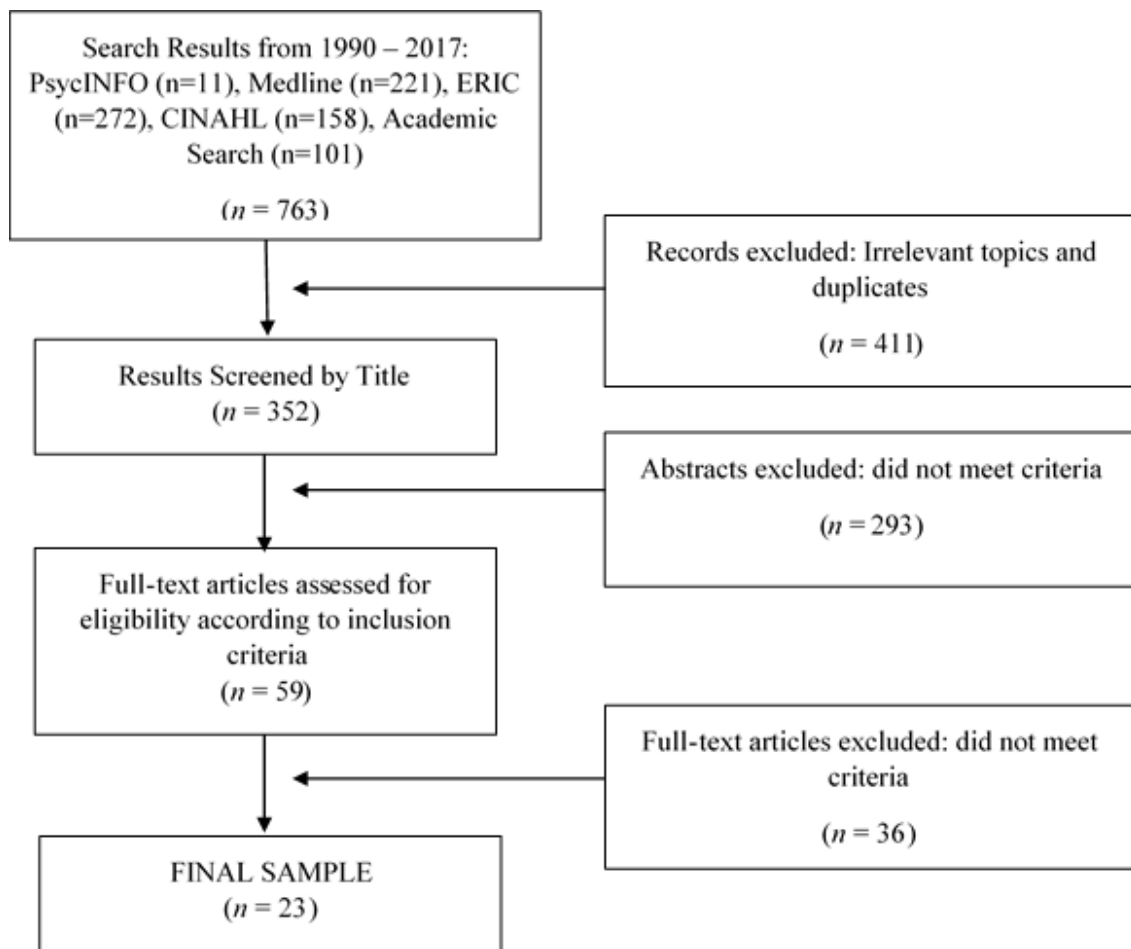 Search Results from 1990 – 2017:
PsycINFO (n=11), Medline (n=221), ERIC
(n=272), CINAHL (n=158), Academic
Search (n=101)
(n = 763)
Records excluded: Irrelevant topics and
duplicates
(n = 411)
Results Screened by Title
(n = 352)
Abstracts excluded: did not meet criteria
(n = 293)
Full-text articles assessed for
eligibility according to inclusion
criteria
(n = 59)
Full-text articles excluded: did not meet
criteria
(n = 36)
FINAL SAMPLE
(n = 23)